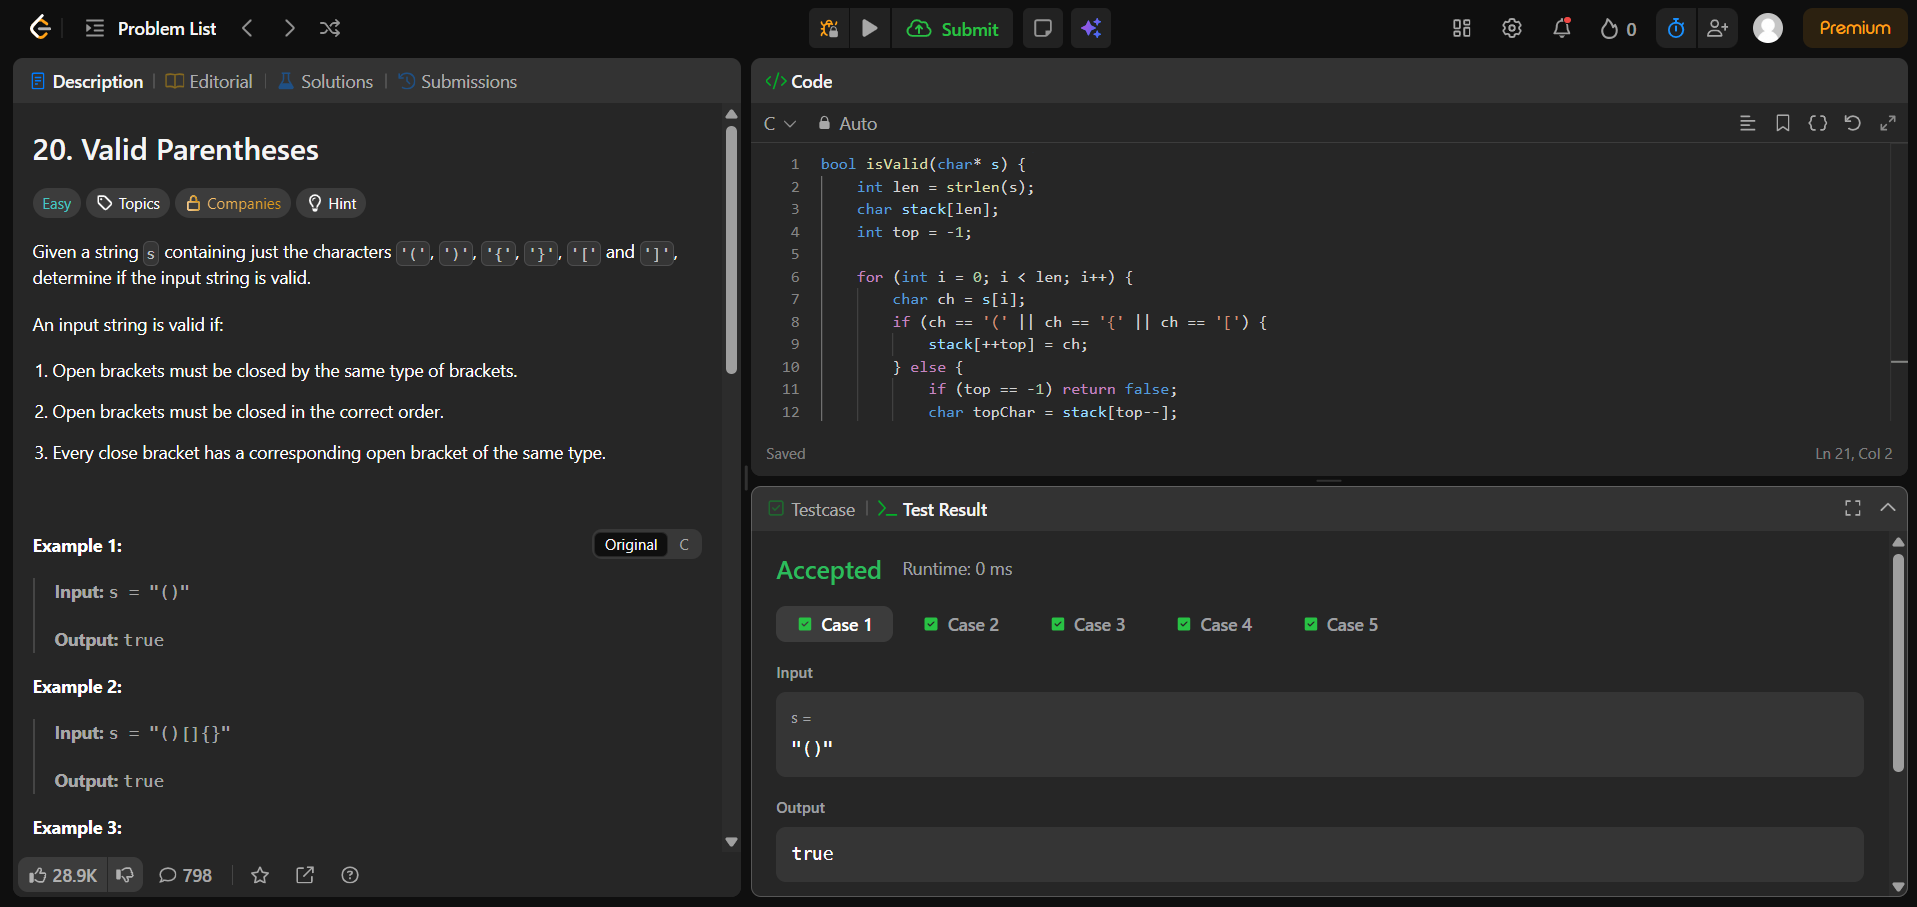 Problem List
Submit
0
Premium
Description
Editorial
Solutions
Submissions
20. Valid Parentheses
Easy
Topics
Companies
Hint
Given a string s containing just the characters '(', ')', '{', '}', '[' and ']',
determine if the input string is valid.
An input string is valid if:
1. Open brackets must be closed by the same type of brackets.
2. Open brackets must be closed in the correct order.
3. Every close bracket has a corresponding open bracket of the same type.
Example 1:
Original C
Input: s = "()"
Output: true
Example 2:
Input: s = "()[]{}"
Output: true
Example 3:
28.9K
798
</> Code
C
Auto
1 bool isValid(char* s) {
2 int len = strlen(s);
3 char stack[len];
4 int top = -1;
5
6 for (int i = 0; i < len; i++) {
7 char ch = s[i];
8 if (ch == '(' || ch == '{' || ch == '[') {
9 stack[++top] = ch;
10 } else {
11 if (top == -1) return false;
12 char topChar = stack[top--];
Saved
Ln 21, Col 2
Testcase
Test Result
Accepted
Runtime: 0 ms
Case 1
Case 2
Case 3
Case 4
Case 5
Input
s =
"()"
Output
true